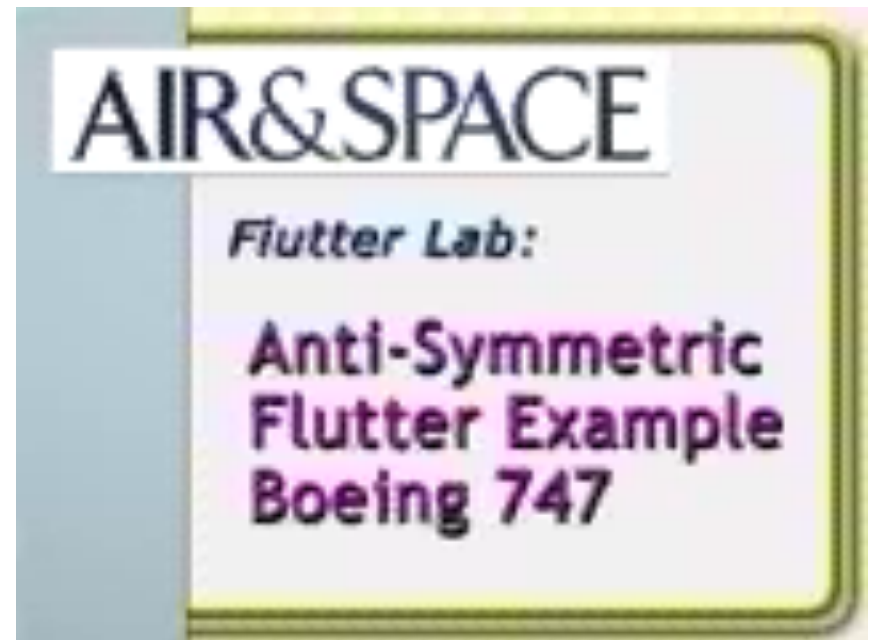 AIR&SPACE
Flutter Lab:
Anti-Symmetric
Flutter Example
Boeing 747